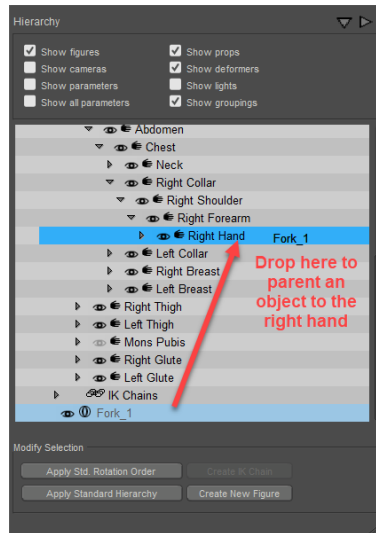 Hierarchy
Show figures
Show props
Show cameras
Show deformers
Show parameters
Show lights
Show all parameters
Show groupings
Abdomen
Chest
Neck
Right Collar
Right Shoulder
Right Forearm
Right Hand
Fork_1
Left Collar
Right Breast
Left Breast
Drop here to
parent an
object to the
right hand
Right Thigh
Left Thigh
Mons Pubis
Right Glute
Left Glute
IK Chains
Fork_1
Modify Selection
Apply Std. Rotation Order
Create IK Chain
Apply Standard Hierarchy
Create New Figure